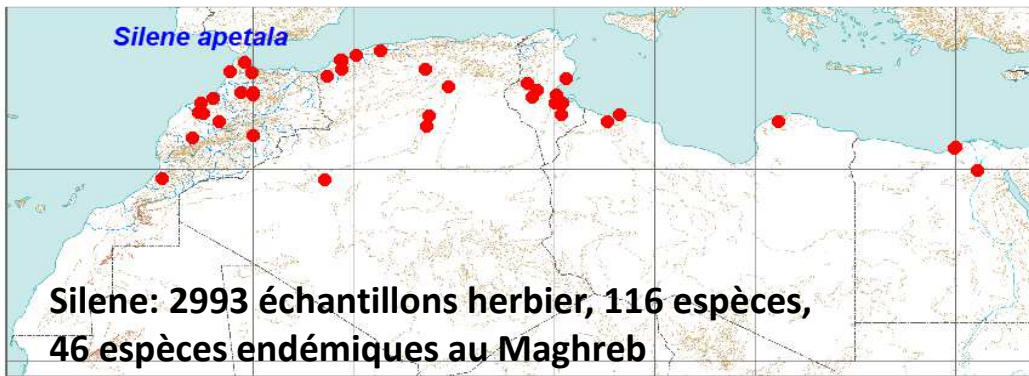 Silene apetala
Silene: 2993 échantillons herbier, 116 espèces,
46 espèces endémiques au Maghreb